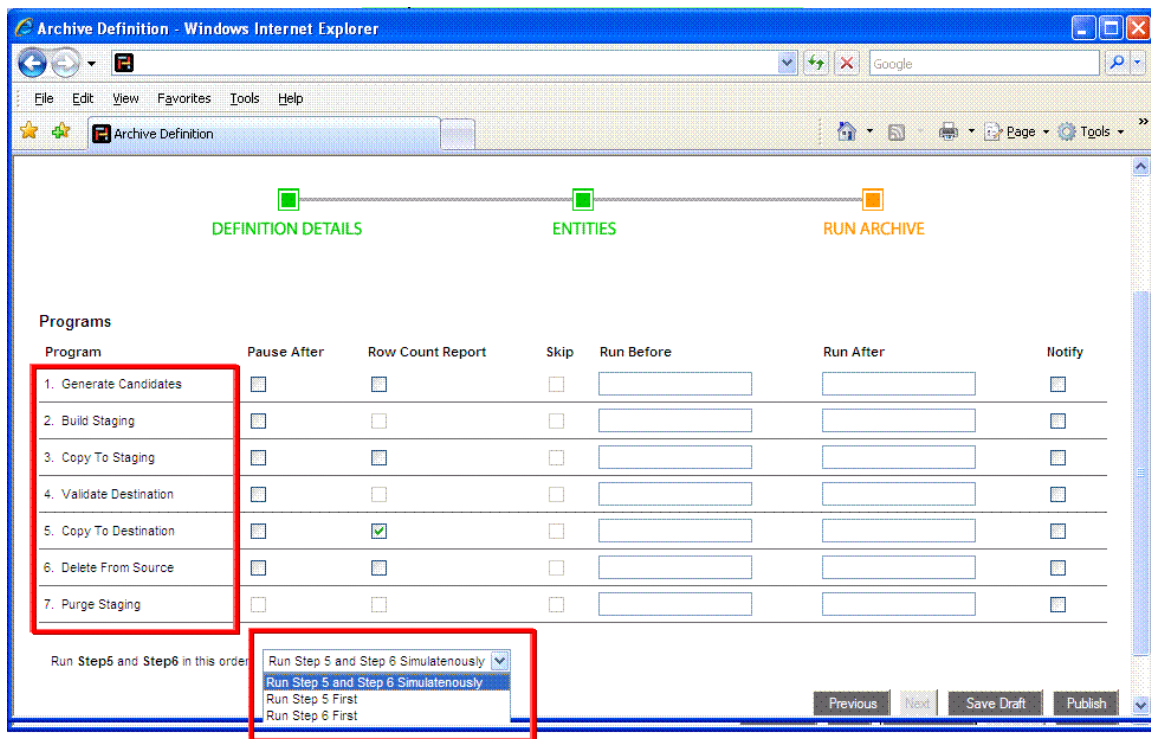 Archive Definition - Windows Internet Explorer
Google
File Edit View Favorites Tools Help
Archive Definition
Page Tools »
DEFINITION DETAILS ENTITIES RUN ARCHIVE
Programs
Program Pause After Row Count Report Skip Run Before Run After Notify
1. Generate Candidates
2. Build Staging
3. Copy To Staging
4. Validate Destination
5. Copy To Destination
6. Delete From Source
7. Purge Staging
Run Step5 and Step6 in this order Run Step 5 and Step 6 Simulatenously
Run Step 5 and Step 6 Simulatenously
Run Step 5 First
Run Step 6 First
Previous Next Save Draft Publish